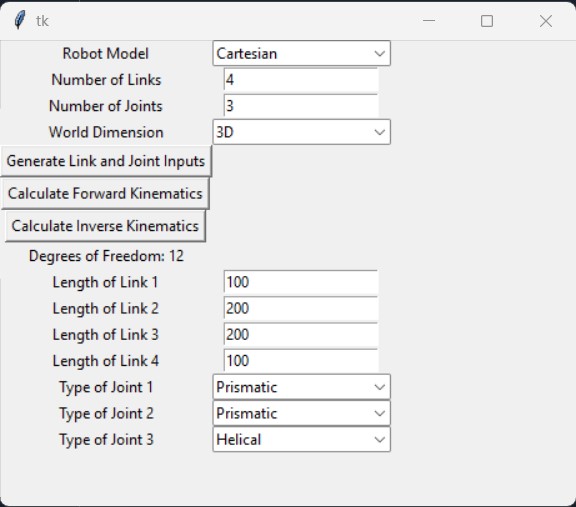 tk
Robot Model Cartesian
Number of Links 4
Number of Joints 3
World Dimension 3D
Generate Link and Joint Inputs
Calculate Forward Kinematics
Calculate Inverse Kinematics
Degrees of Freedom: 12
Length of Link 1 100
Length of Link 2 200
Length of Link 3 200
Length of Link 4 100
Type of Joint 1 Prismatic
Type of Joint 2 Prismatic
Type of Joint 3 Helical